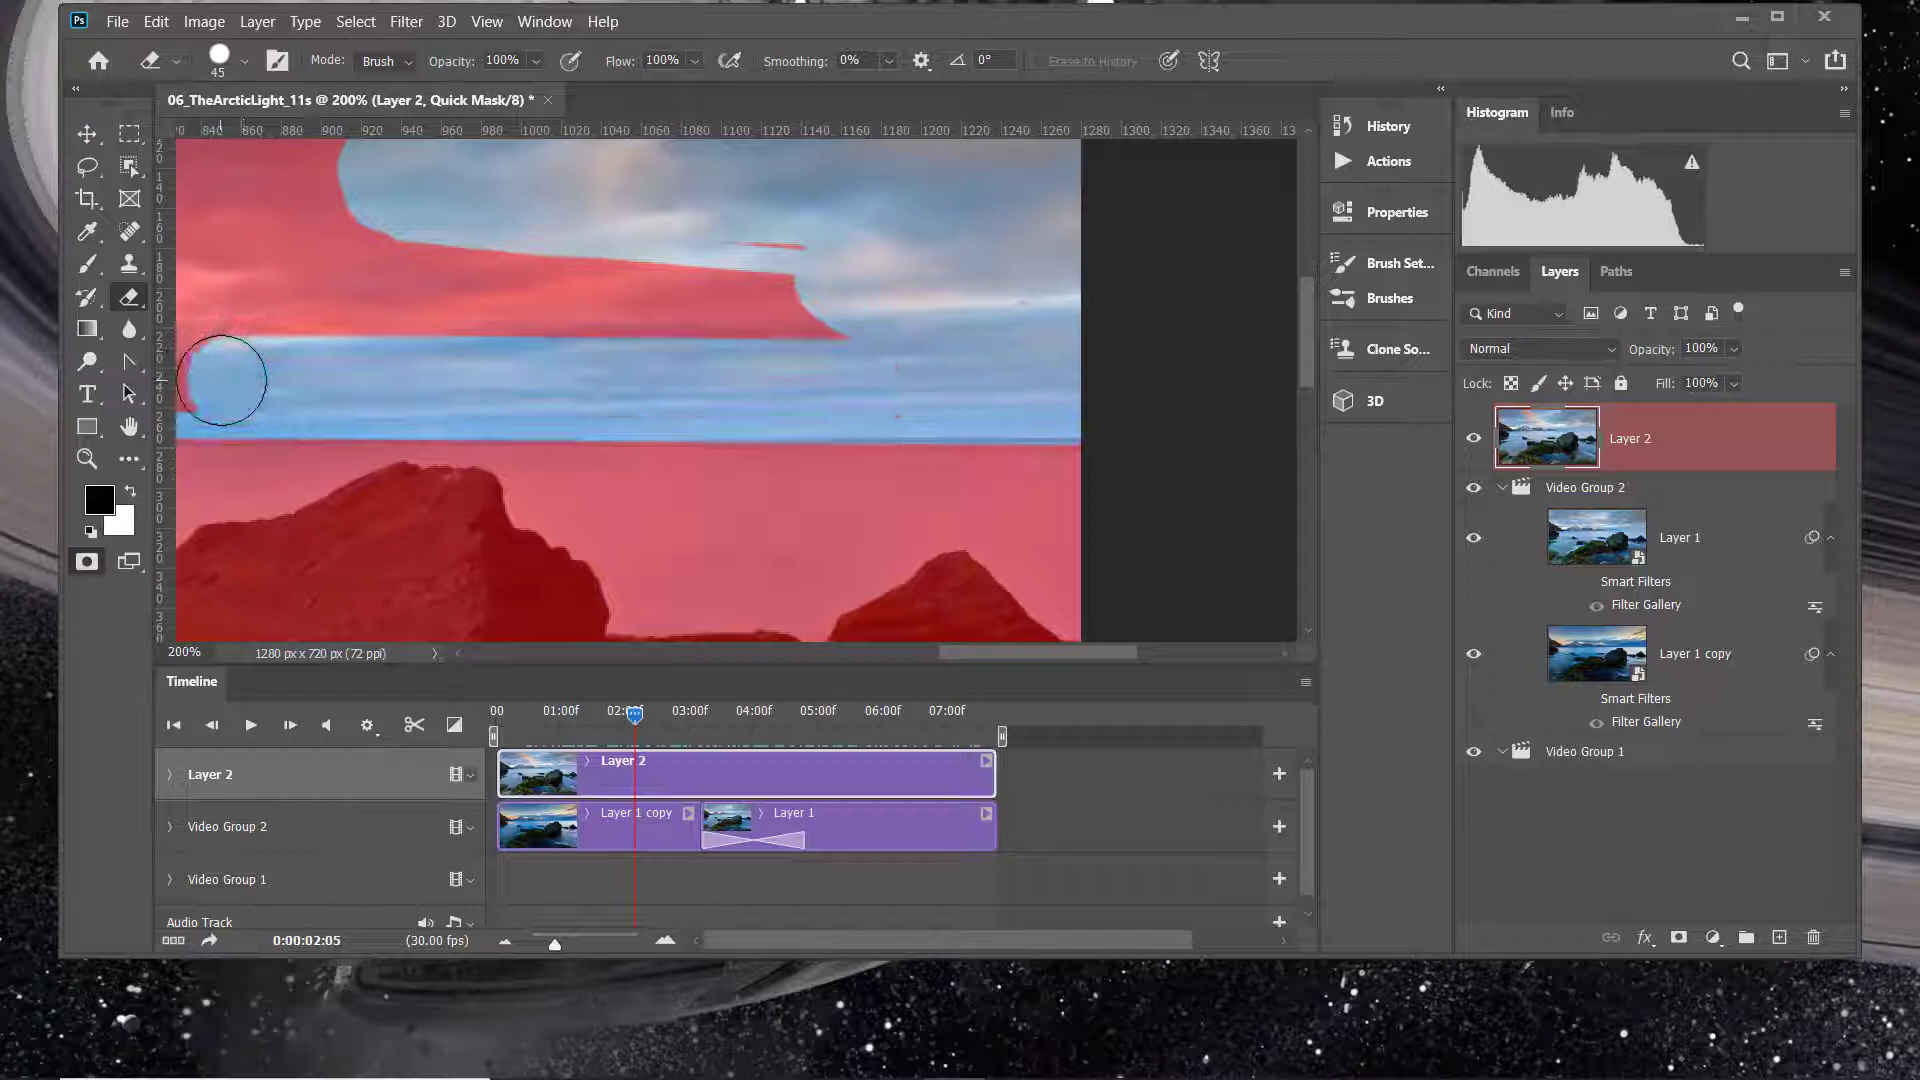 Ps File Edit Image Layer Type Select Filter 3D View Window Help
45 Mode: Brush Opacity: 100% Flow: 100% Smoothing: 0% 0° Erase to History
06_TheArcticLight_11s @ 200% (Layer 2, Quick Mask/8) *
840 860 880 900 920 940 960 980 1000 1020 1040 1060 1080 1100 1120 1140 1160 1180 1200 1220 1240 1260 1280 1300 1320 1340 1360
200% 1280 px x 720 px (72 ppi)
History
Actions
Properties
Brush Set...
Brushes
Clone So...
3D
Histogram Info
Channels Layers Paths
Kind
Normal Opacity: 100%
Lock: Fill: 100%
Layer 2
Video Group 2
Layer 1
Smart Filters
Filter Gallery
Layer 1 copy
Smart Filters
Filter Gallery
Video Group 1
fx
Timeline
00 01:00f 03:00f 04:00f 05:00f 06:00f 07:00f
Layer 2 Layer 2
Video Group 2 Layer 1 copy Layer 1
Video Group 1
Audio Track
0:00:02:05 (30.00 fps)